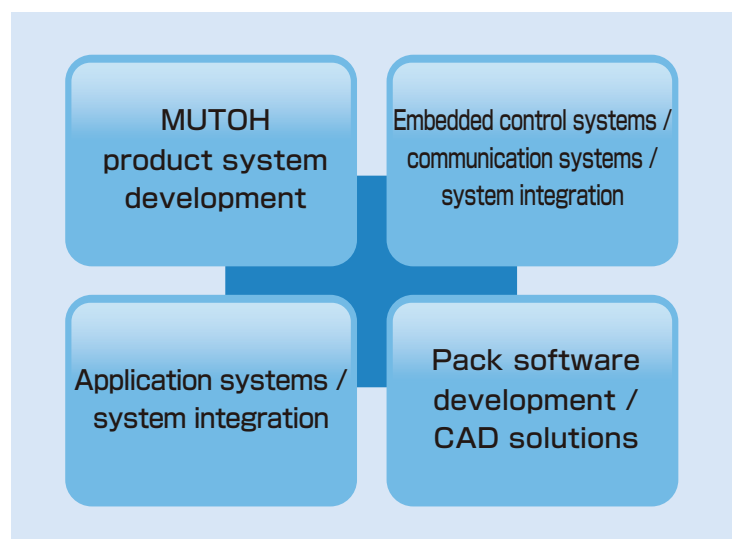 MUTOH
product system
development
Embedded control systems /
communication systems /
system integration
Application systems /
system integration
Pack software
development /
CAD solutions